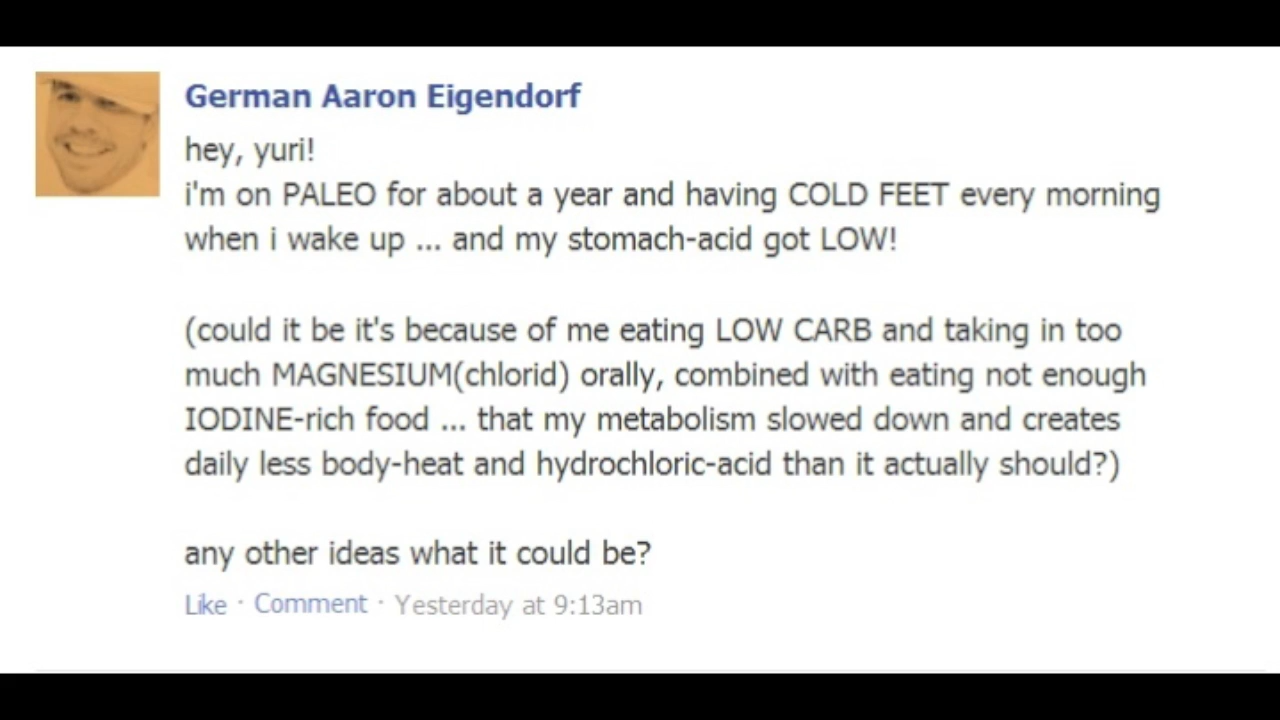 German Aaron Eigendorf
hey, yuri!
i'm on PALEO for about a year and having COLD FEET every morning
when i wake up ... and my stomach-acid got LOW!
(could it be it's because of me eating LOW CARB and taking in too
much MAGNESIUM(chlorid) orally, combined with eating not enough
IODINE-rich food ... that my metabolism slowed down and creates
daily less body-heat and hydrochloric-acid than it actually should?)
any other ideas what it could be?
Like · Comment · Yesterday at 9:13am